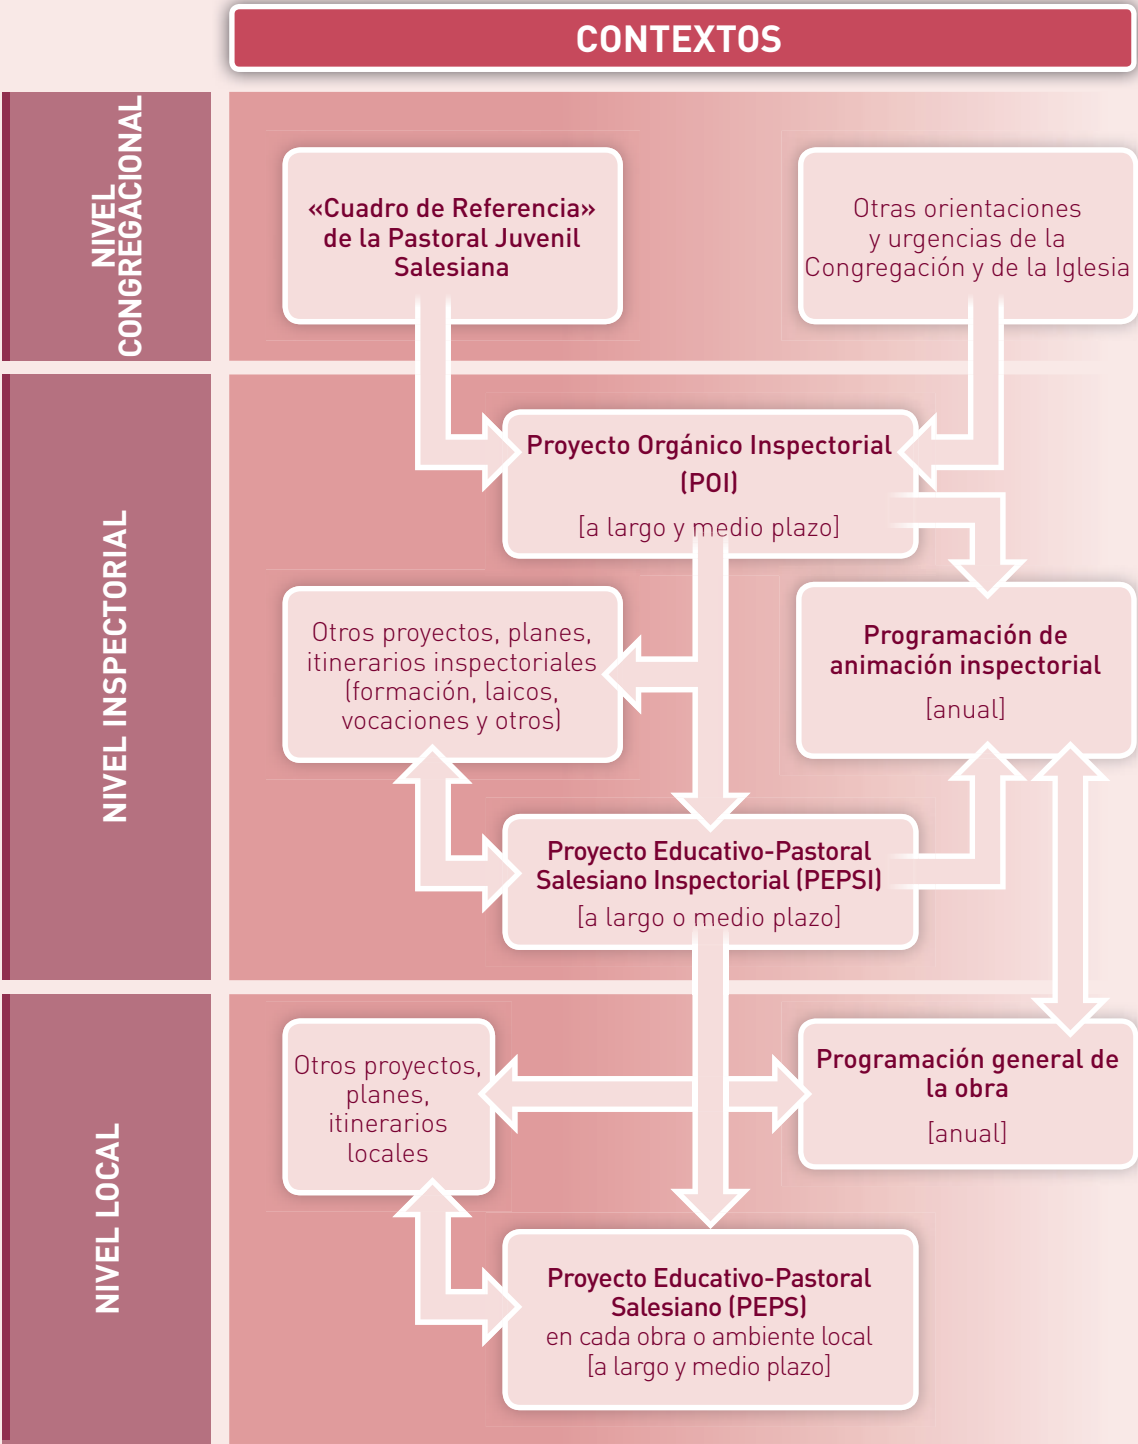 CONTEXTOS
NIVEL
CONGREGACIONAL
«Cuadro de Referencia»
de la Pastoral Juvenil
Salesiana
Otras orientaciones
y urgencias de la
Congregación y de la Iglesia
NIVEL INSPECTORIAL
Proyecto Orgánico Inspectorial
(POI)
[a largo y medio plazo]
Otros proyectos, planes,
itinerarios inspectoriales
(formación, laicos,
vocaciones y otros)
Programación de
animación inspectorial
[anual]
Proyecto Educativo-Pastoral
Salesiano Inspectorial (PEPSI)
[a largo o medio plazo]
NIVEL LOCAL
Otros proyectos,
planes,
itinerarios
locales
Programación general de
la obra
[anual]
Proyecto Educativo-Pastoral
Salesiano (PEPS)
en cada obra o ambiente local
[a largo y medio plazo]